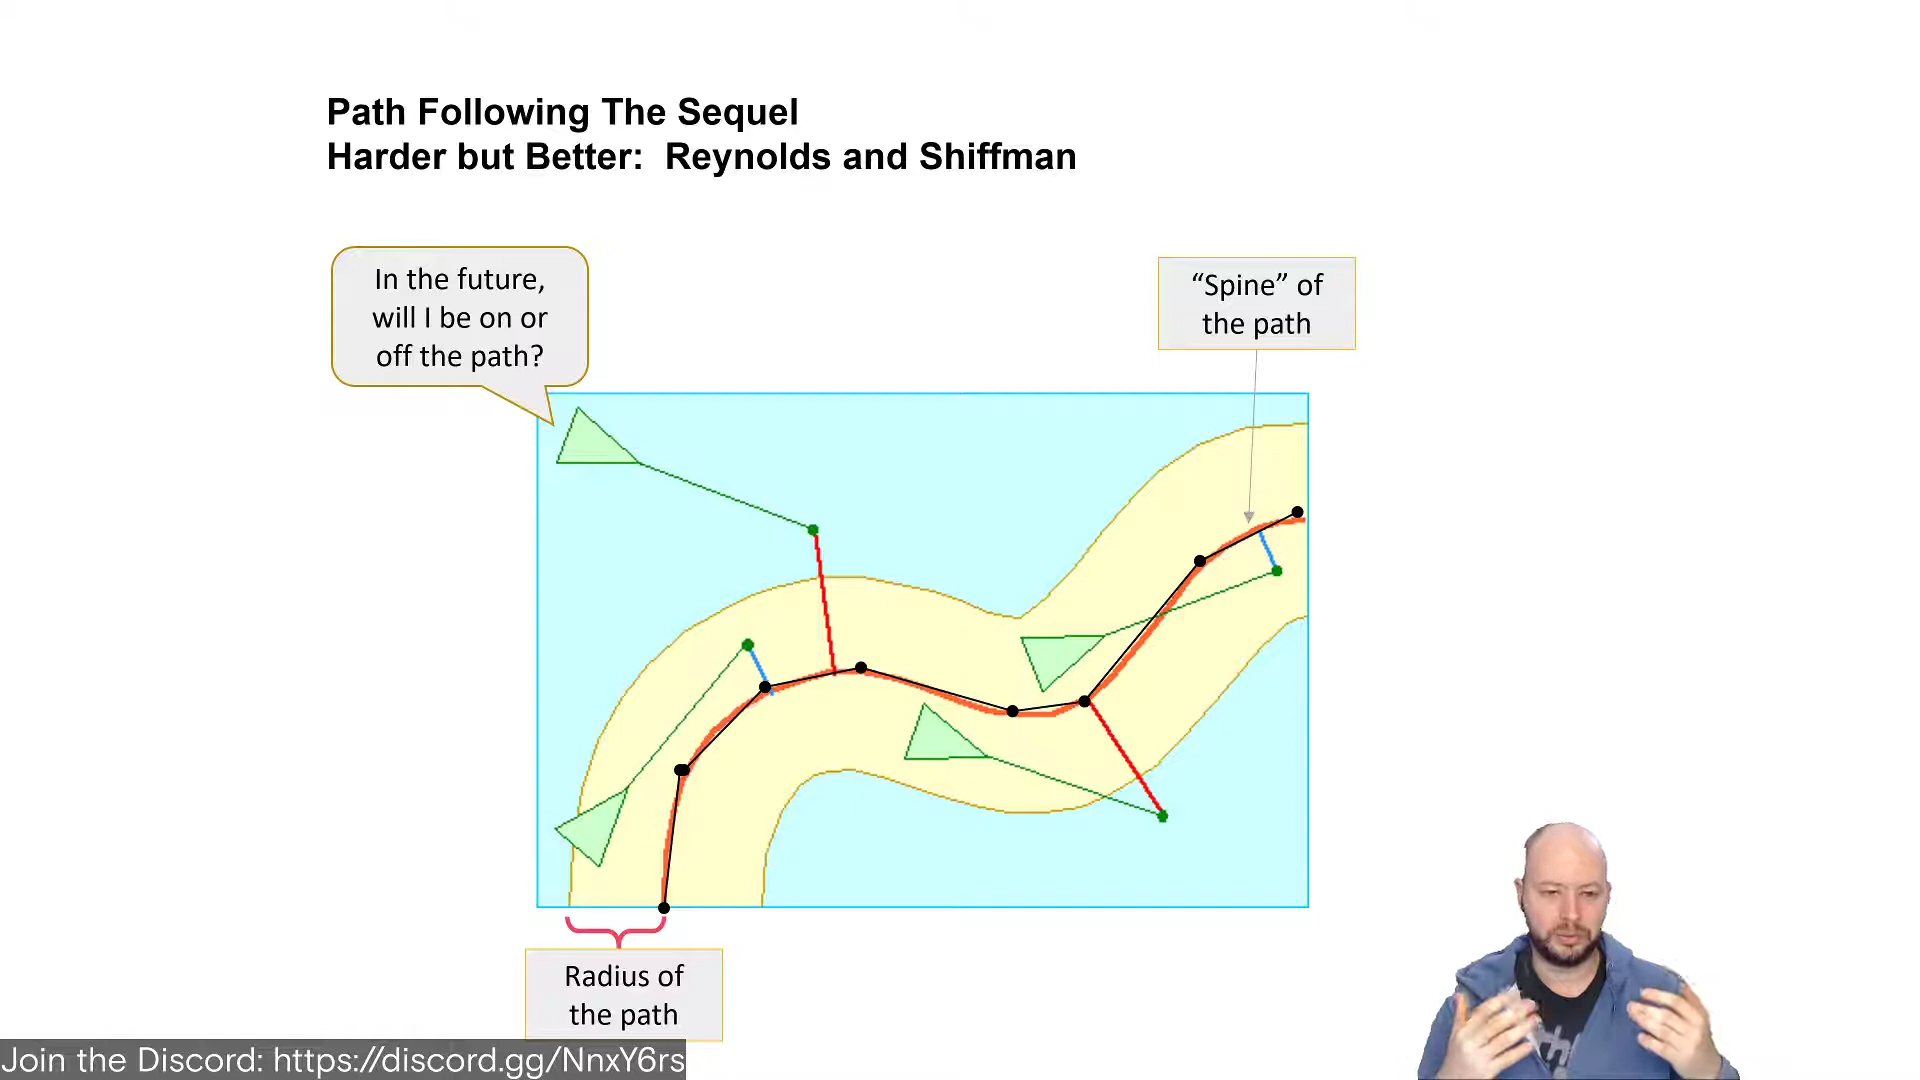 Path Following The Sequel
Harder but Better:  Reynolds and Shiffman
In the future,
will I be on or
off the path?
“Spine” of
the path
Radius of
the path
Join the Discord: https://discord.gg/NnxY6rs